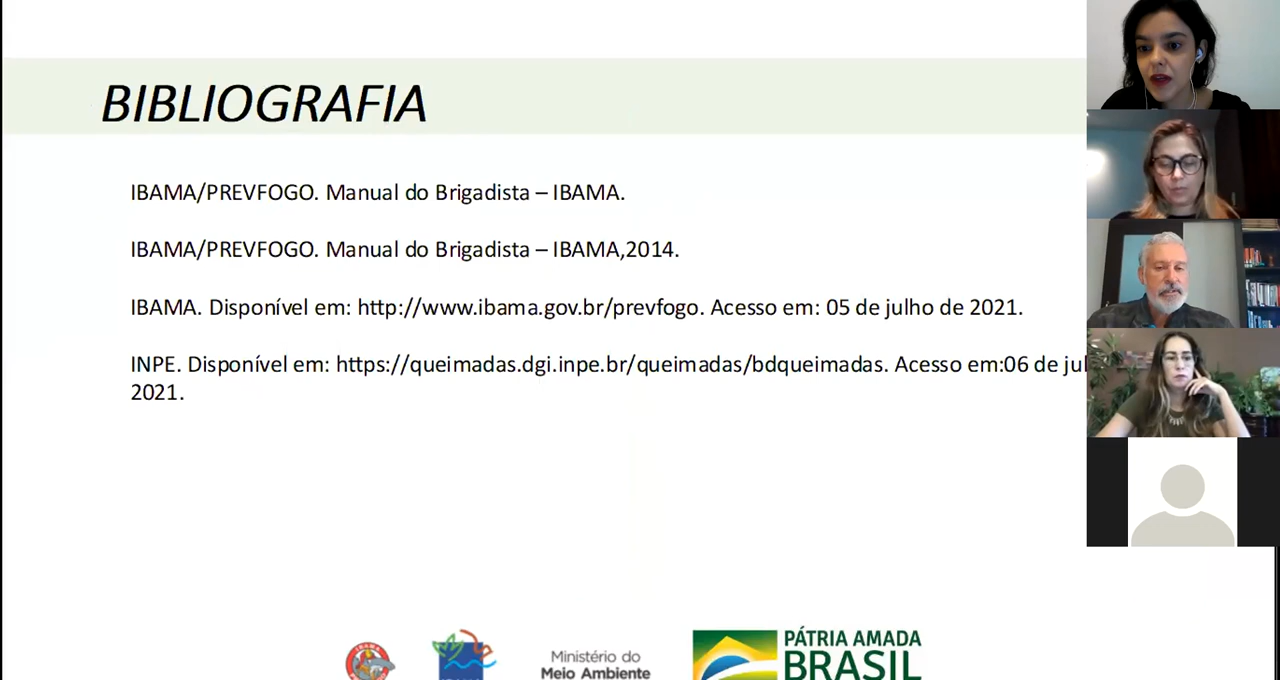 BIBLIOGRAFIA
IBAMA/PREVFOGO. Manual do Brigadista – IBAMA.
IBAMA/PREVFOGO. Manual do Brigadista – IBAMA,2014.
IBAMA. Disponível em: http://www.ibama.gov.br/prevfogo. Acesso em: 05 de julho de 2021.
INPE. Disponível em: https://queimadas.dgi.inpe.br/queimadas/bdqueimadas. Acesso em:06 de jul
2021.
Ministério do
Meio Ambiente
PÁTRIA AMADA
BRASIL